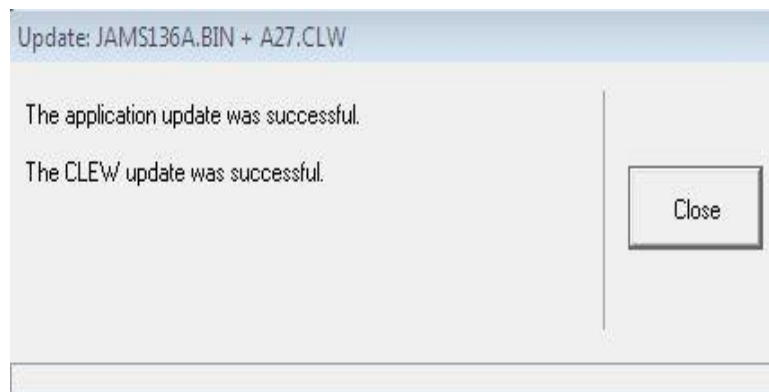 Update: JAMS136A.BIN + A27.CLW
The application update was successful.
The CLEW update was successful.
Close